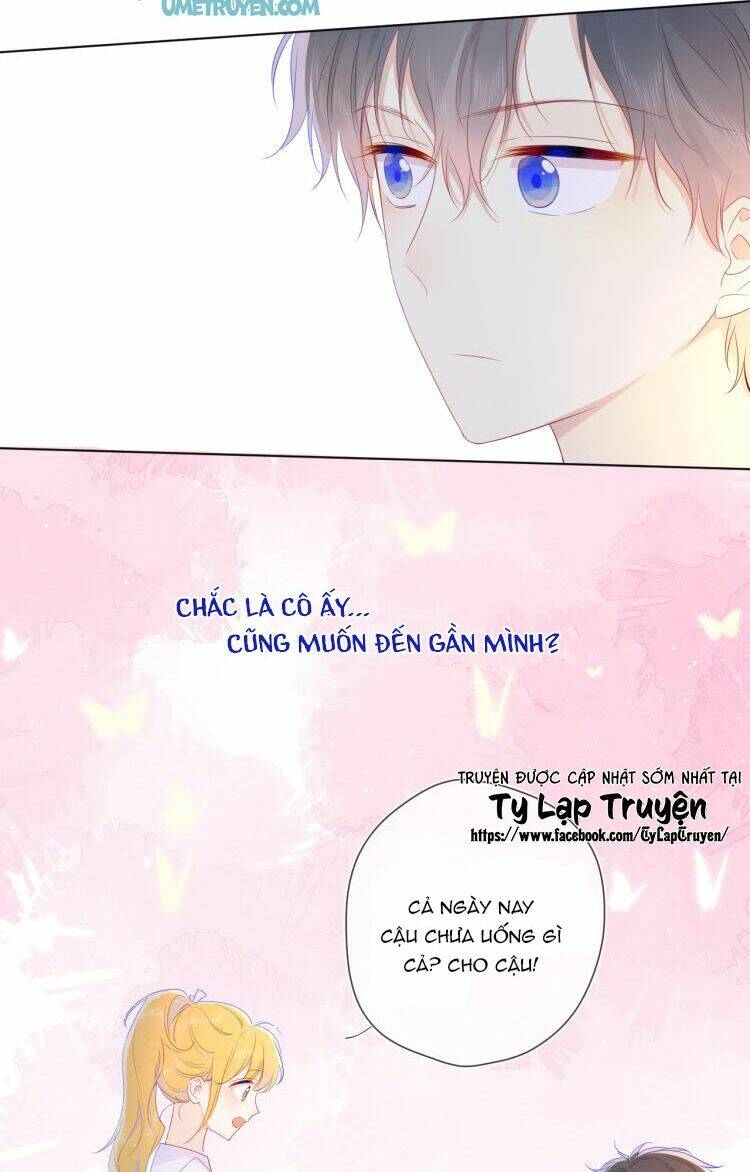 UMETRUYEN.COM
CHẮC LÀ CÔ ẤY...
CŨNG MUỐN ĐẾN GẦN MÌNH?
TRUYỆN ĐƯỢC CẬP NHẬT SỚM NHẤT TẠI
Ty Lạp Truyện
https://www.facebook.com/TyLapTruyen/
CẢ NGÀY NAY
CẬU CHƯA UỐNG GÌ
CẢ? CHO CẬU!